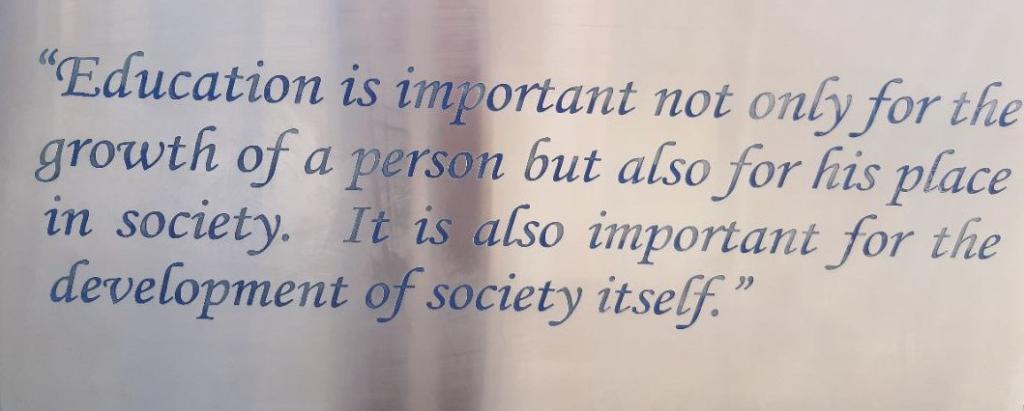 “Education is important not only for the
growth of a person but also for his place
in society. It is also important for the
development of society itself.”